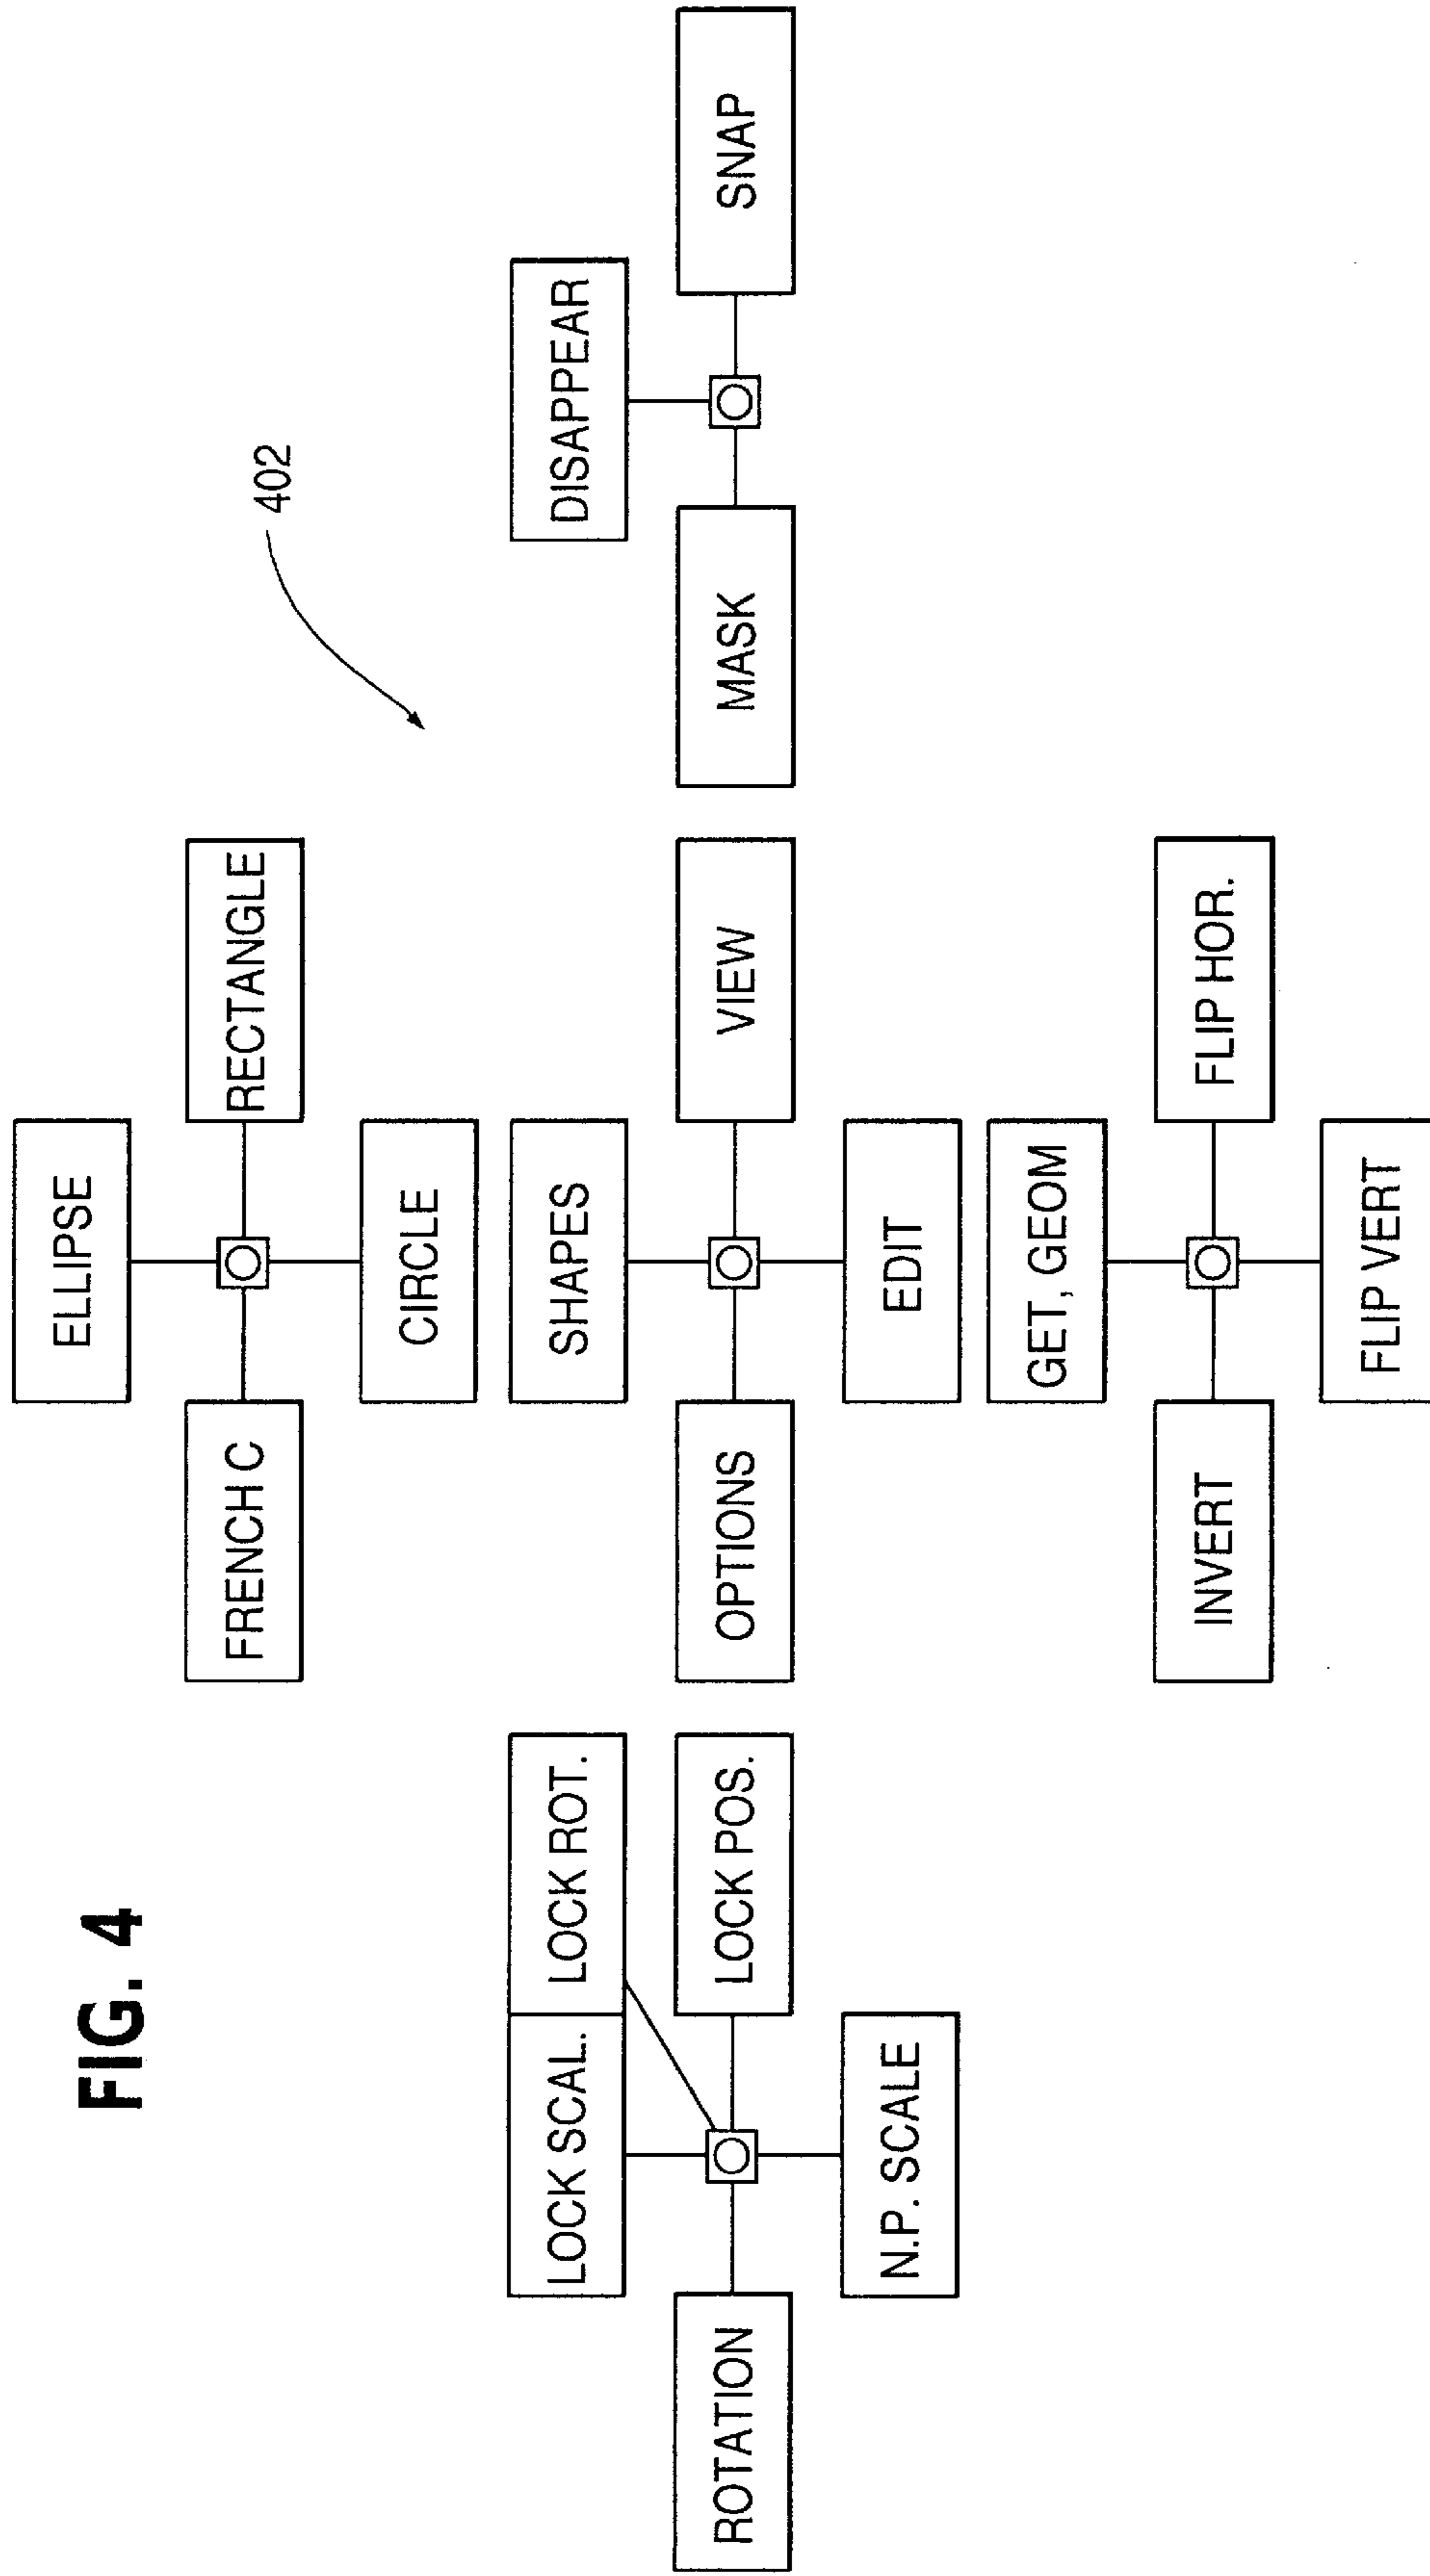 FIG. 4
402
ELLIPSE
FRENCH C
RECTANGLE
CIRCLE
LOCK SCAL.
LOCK ROT.
ROTATION
LOCK POS.
N.P. SCALE
SHAPES
OPTIONS
VIEW
EDIT
DISAPPEAR
MASK
SNAP
GET, GEOM
INVERT
FLIP HOR.
FLIP VERT